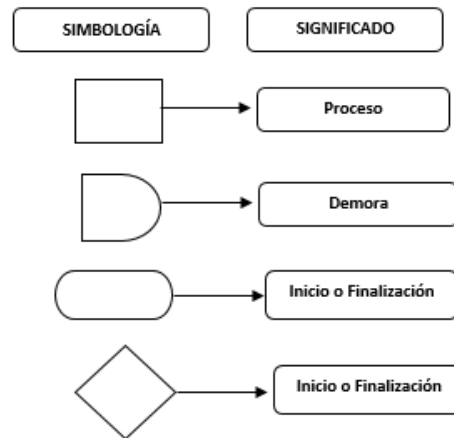 SIMBOLOGÍA
SIGNIFICADO
Proceso
Demora
Inicio o Finalización
Inicio o Finalización